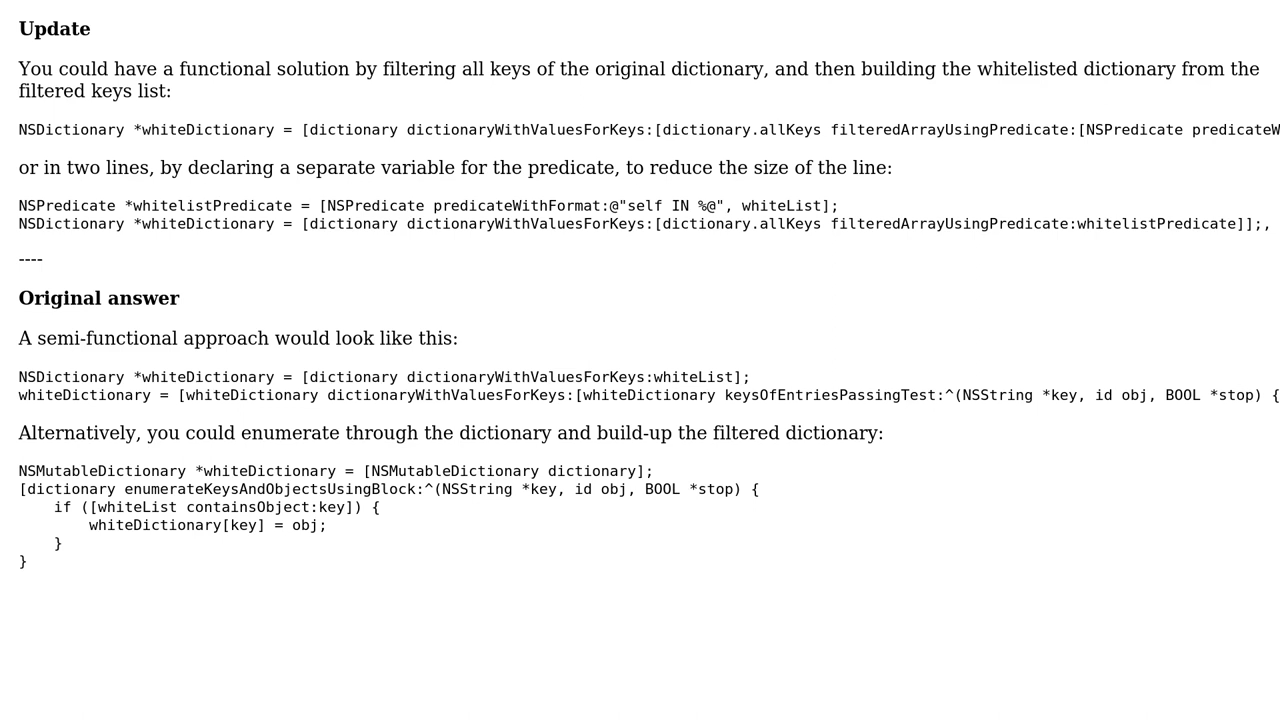 Update
You could have a functional solution by filtering all keys of the original dictionary, and then building the whitelisted dictionary from the
filtered keys list:
NSDictionary *whiteDictionary = [dictionary dictionaryWithValuesForKeys:[dictionary.allKeys filteredArrayUsingPredicate:[NSPredicate predicateW
or in two lines, by declaring a separate variable for the predicate, to reduce the size of the line:
NSPredicate *whitelistPredicate = [NSPredicate predicateWithFormat:@"self IN %@", whiteList];
NSDictionary *whiteDictionary = [dictionary dictionaryWithValuesForKeys:[dictionary.allKeys filteredArrayUsingPredicate:whitelistPredicate]];,
----
Original answer
A semi-functional approach would look like this:
NSDictionary *whiteDictionary = [dictionary dictionaryWithValuesForKeys:whiteList];
whiteDictionary = [whiteDictionary dictionaryWithValuesForKeys:[whiteDictionary keysOfEntriesPassingTest:^(NSString *key, id obj, BOOL *stop) {
Alternatively, you could enumerate through the dictionary and build-up the filtered dictionary:
NSMutableDictionary *whiteDictionary = [NSMutableDictionary dictionary];
[dictionary enumerateKeysAndObjectsUsingBlock:^(NSString *key, id obj, BOOL *stop) {
    if ([whiteList containsObject:key]) {
        whiteDictionary[key] = obj;
    }
}